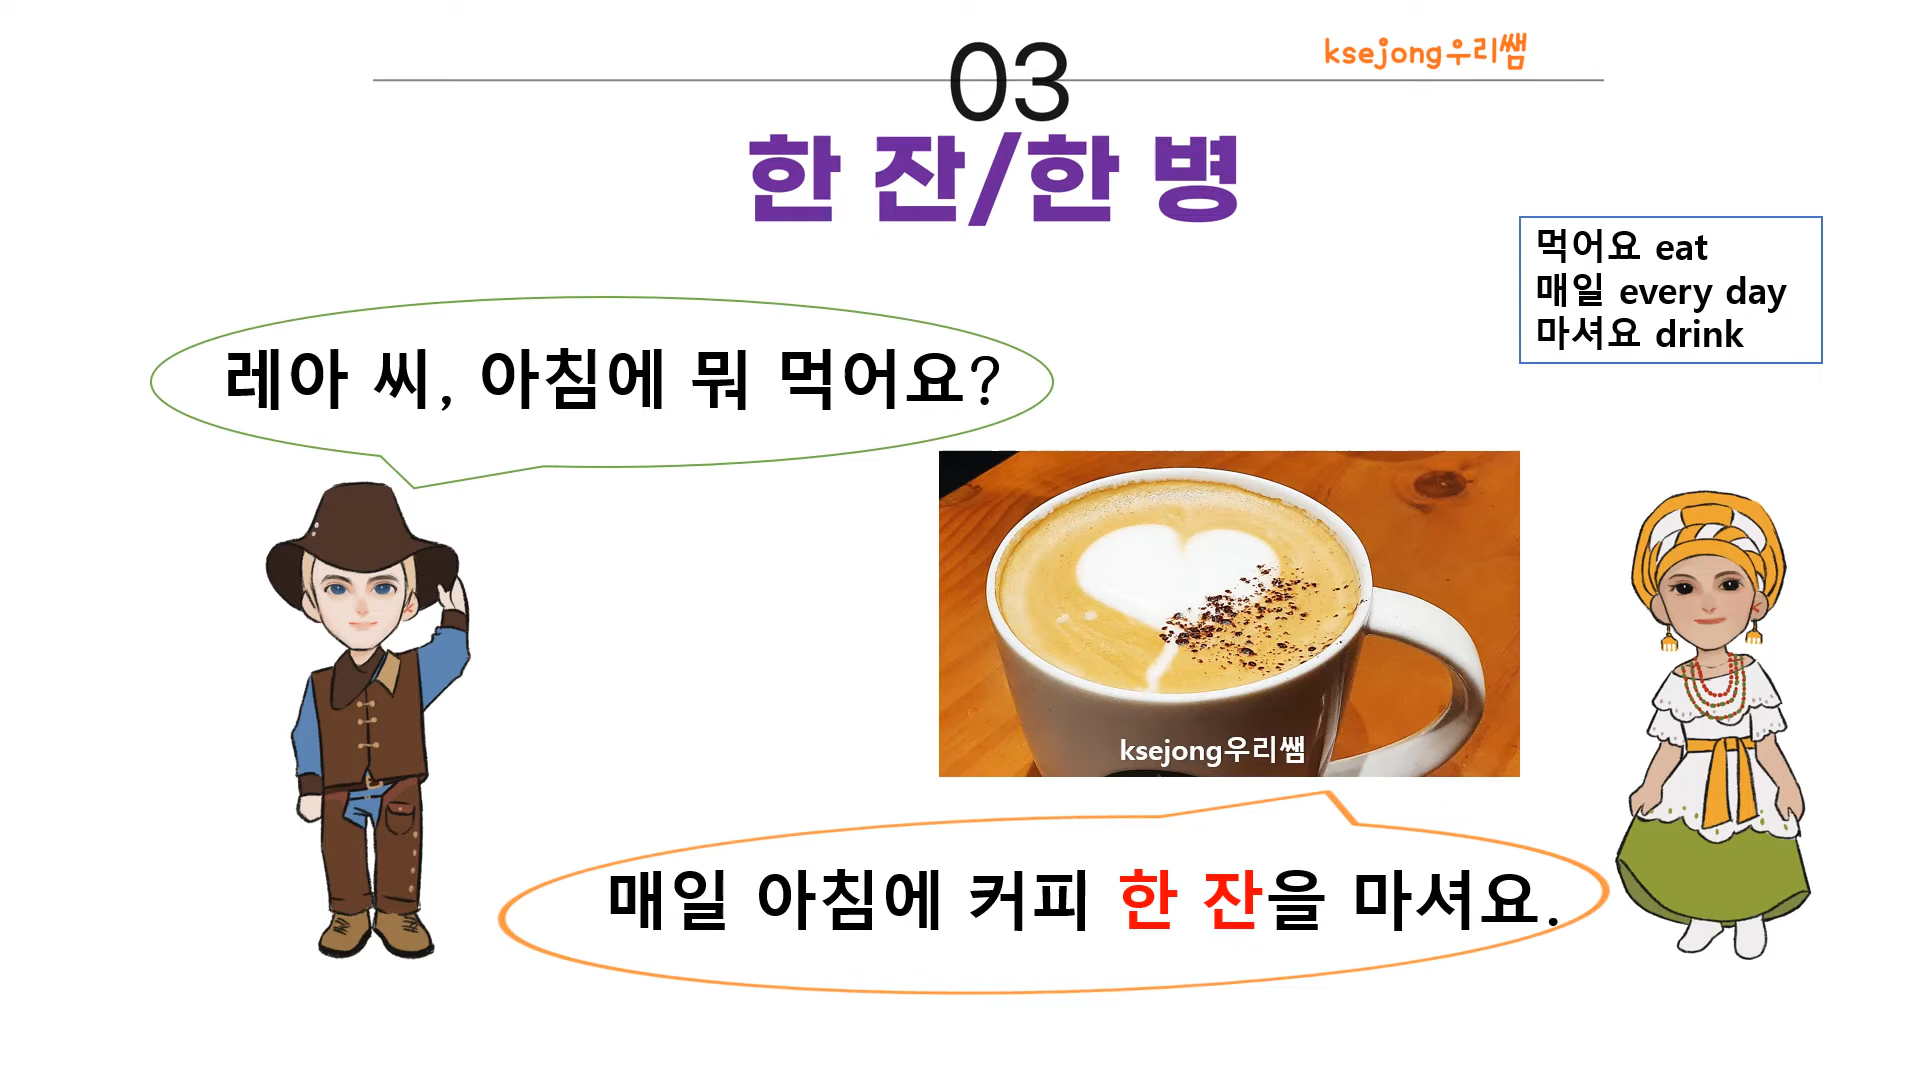 03
ksejong우리쌤
한 잔/한 병
먹어요 eat
매일 every day
마셔요 drink
레아 씨, 아침에 뭐 먹어요?
ksejong우리쌤
매일 아침에 커피 한 잔을 마셔요.